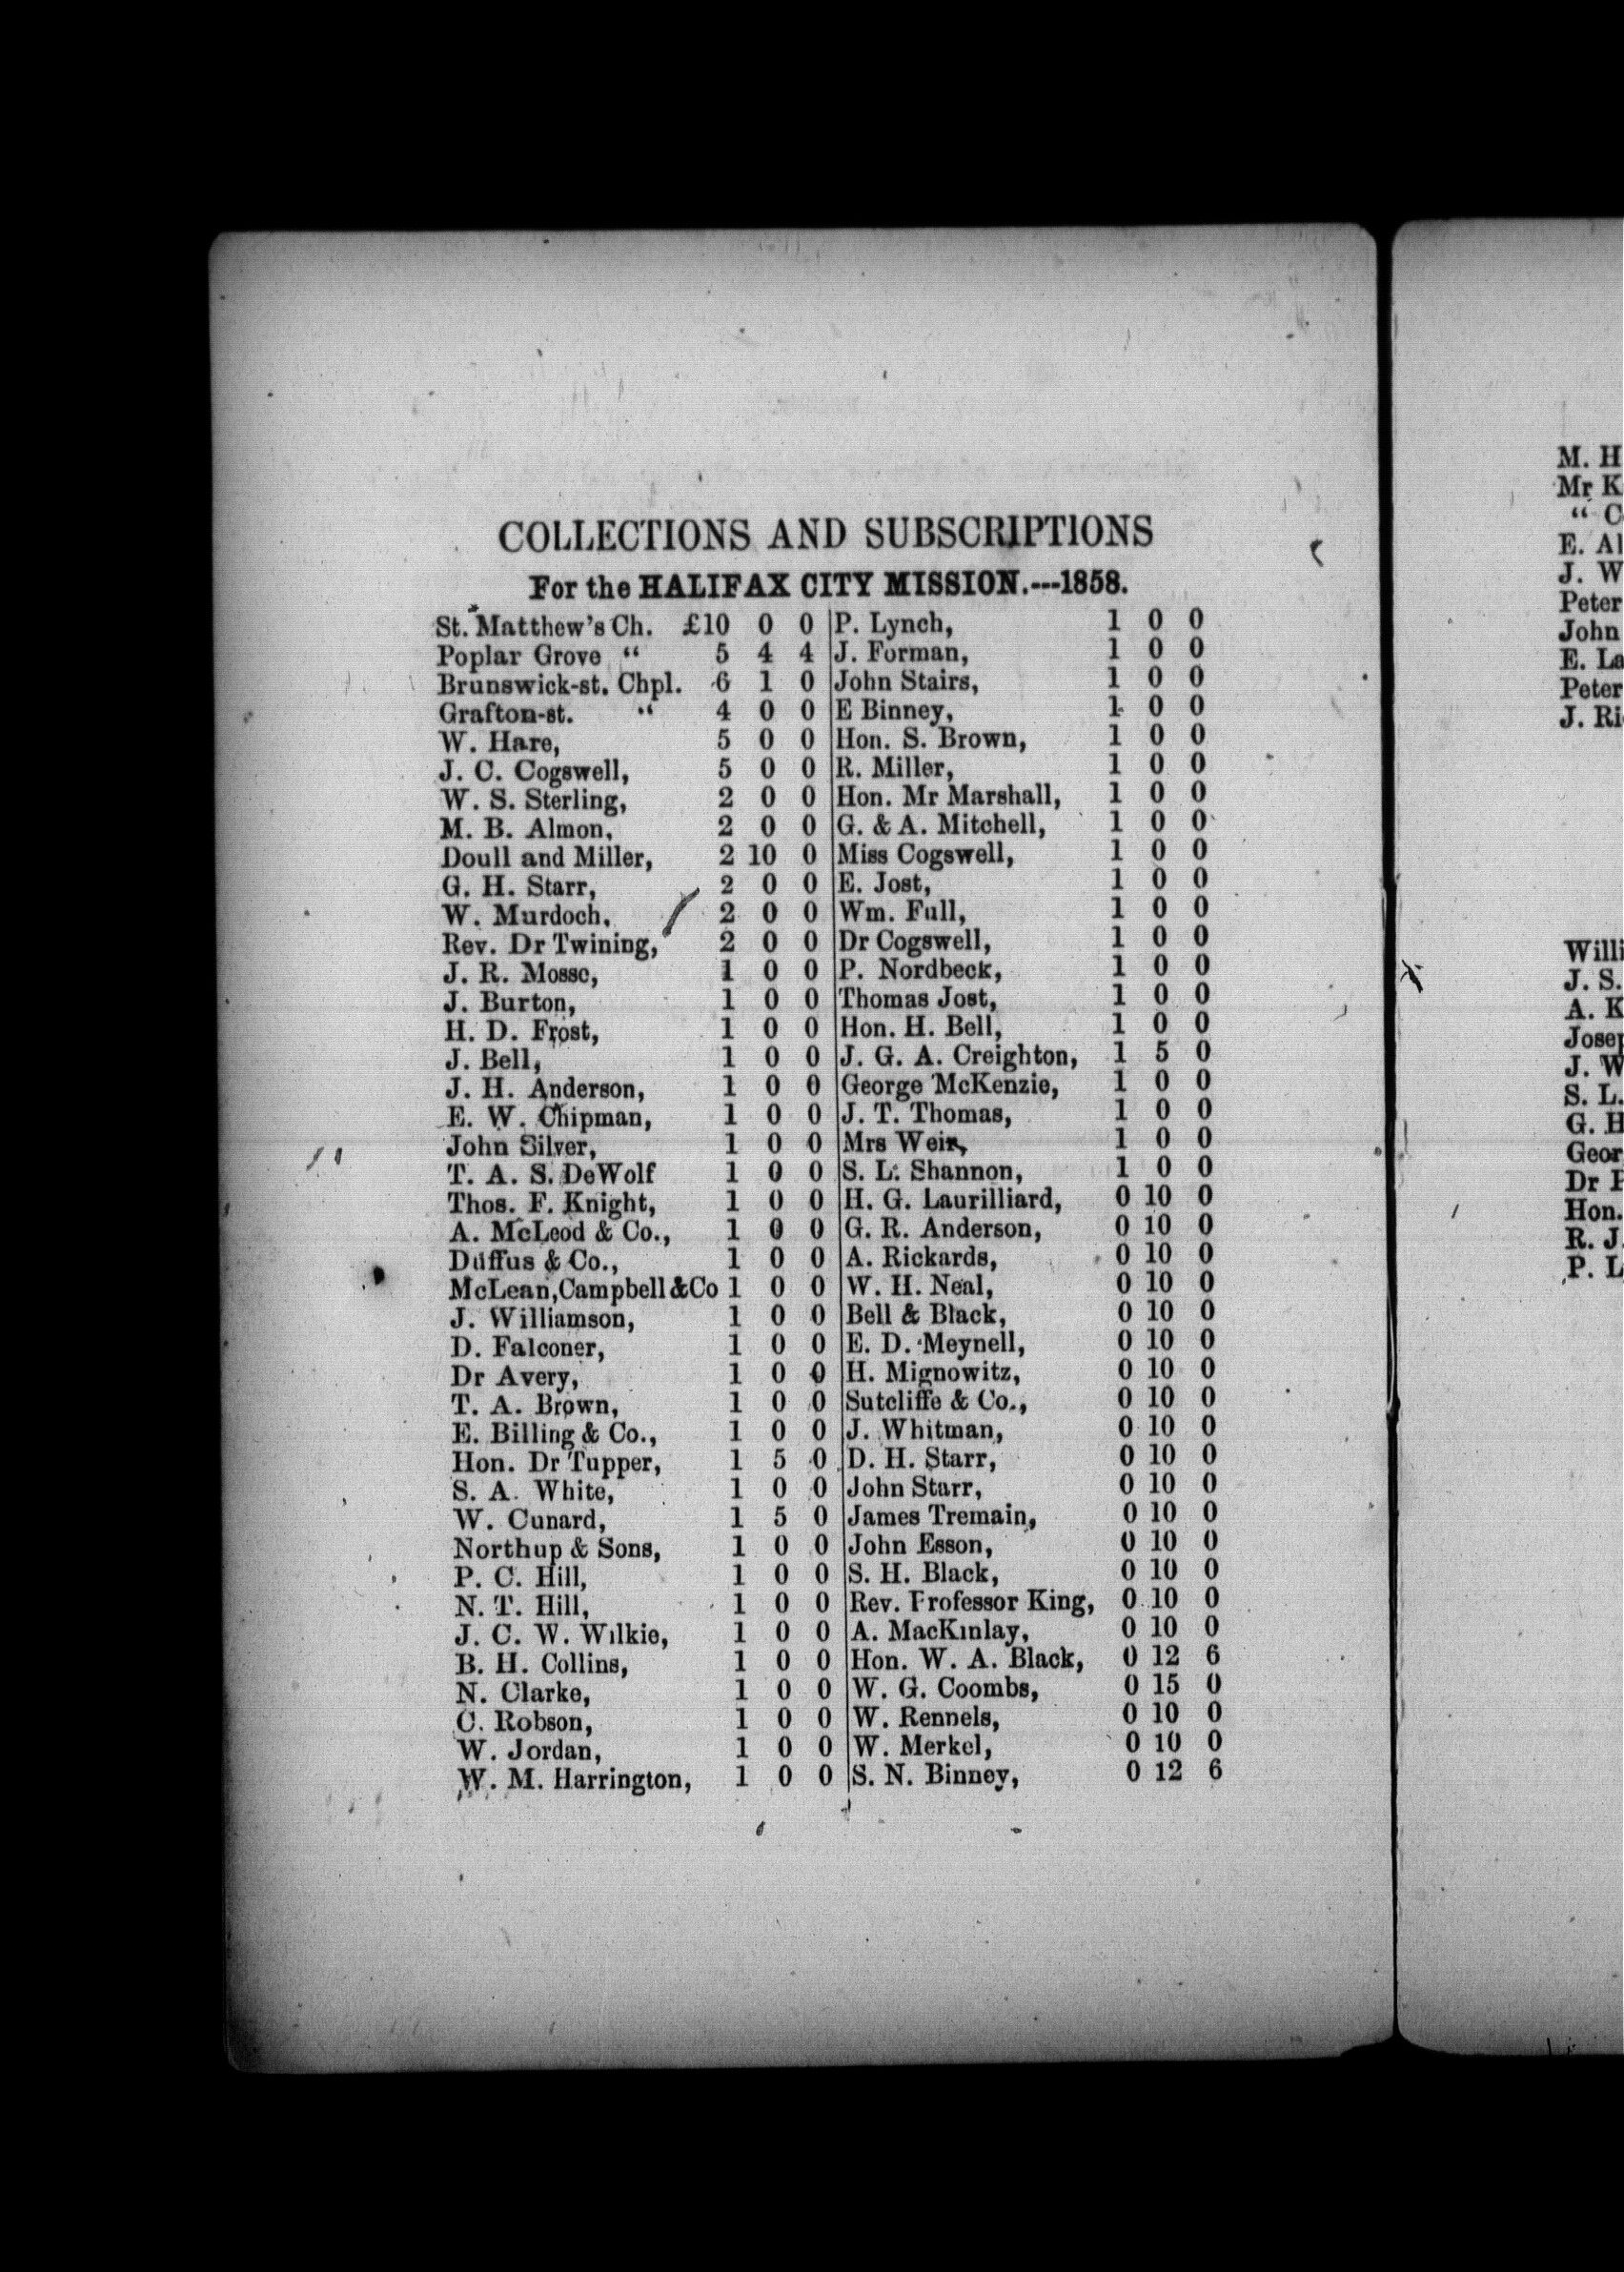 COLLECTIONS AND SUBSCRIPTIONS
For the HALIFAX CITY MISSION.---1858.
St. Matthew's Ch. £10 0 0
Poplar Grove “ 5 4 4
Brunswick-st. Chpl. 6 1 0
Grafton-st. “ 4 0 0
W. Hare, 5 0 0
J. C. Cogswell, 5 0 0
W. S. Sterling, 2 0 0
M. B. Almon, 2 0 0
Doull and Miller, 2 10 0
G. H. Starr, 2 0 0
W. Murdoch, 2 0 0
Rev. Dr Twining, 2 0 0
J. R. Mosse, 1 0 0
J. Burton, 1 0 0
H. D. Frost, 1 0 0
J. Bell, 1 0 0
J. H. Anderson, 1 0 0
E. W. Chipman, 1 0 0
John Silver, 1 0 0
T. A. S. DeWolf 1 0 0
Thos. F. Knight, 1 0 0
A. McLeod & Co., 1 0 0
Duffus & Co., 1 0 0
McLean,Campbell &Co 1 0 0
J. Williamson, 1 0 0
D. Falconer, 1 0 0
Dr Avery, 1 0 0
T. A. Brown, 1 0 0
E. Billing & Co., 1 0 0
Hon. Dr Tupper, 1 5 0
S. A. White, 1 0 0
W. Cunard, 1 5 0
Northup & Sons, 1 0 0
P. C. Hill, 1 0 0
N. T. Hill, 1 0 0
J. C. W. Wilkie, 1 0 0
B. H. Collins, 1 0 0
N. Clarke, 1 0 0
C. Robson, 1 0 0
W. Jordan, 1 0 0
W. M. Harrington, 1 0 0
P. Lynch, 1 0 0
J. Forman, 1 0 0
John Stairs, 1 0 0
E Binney, 1 0 0
Hon. S. Brown, 1 0 0
R. Miller, 1 0 0
Hon. Mr Marshall, 1 0 0
G. & A. Mitchell, 1 0 0
Miss Cogswell, 1 0 0
E. Jost, 1 0 0
Wm. Full, 1 0 0
Dr Cogswell, 1 0 0
P. Nordbeck, 1 0 0
Thomas Jost, 1 0 0
Hon. H. Bell, 1 0 0
J. G. A. Creighton, 1 5 0
George McKenzie, 1 0 0
J. T. Thomas, 1 0 0
Mrs Weir, 1 0 0
S. L. Shannon, 1 0 0
H. G. Laurilliard, 0 10 0
G. R. Anderson, 0 10 0
A. Rickards, 0 10 0
W. H. Neal, 0 10 0
Bell & Black, 0 10 0
E. D. Meynell, 0 10 0
H. Mignowitz, 0 10 0
Sutcliffe & Co., 0 10 0
J. Whitman, 0 10 0
D. H. Starr, 0 10 0
John Starr, 0 10 0
James Tremain, 0 10 0
John Esson, 0 10 0
S. H. Black, 0 10 0
Rev. Professor King, 0 10 0
A. MacKinlay, 0 10 0
Hon. W. A. Black, 0 12 6
W. G. Coombs, 0 15 0
W. Rennels, 0 10 0
W. Merkel, 0 10 0
S. N. Binney, 0 12 6
M. H
Mr K
“ C
E. Al
J. W
Peter
John
E. La
Peter
J. Ri
Willi
J. S.
A. K
Josep
J. W
S. L.
G. H
Geor
Dr
Hon.
R. J.
P. L